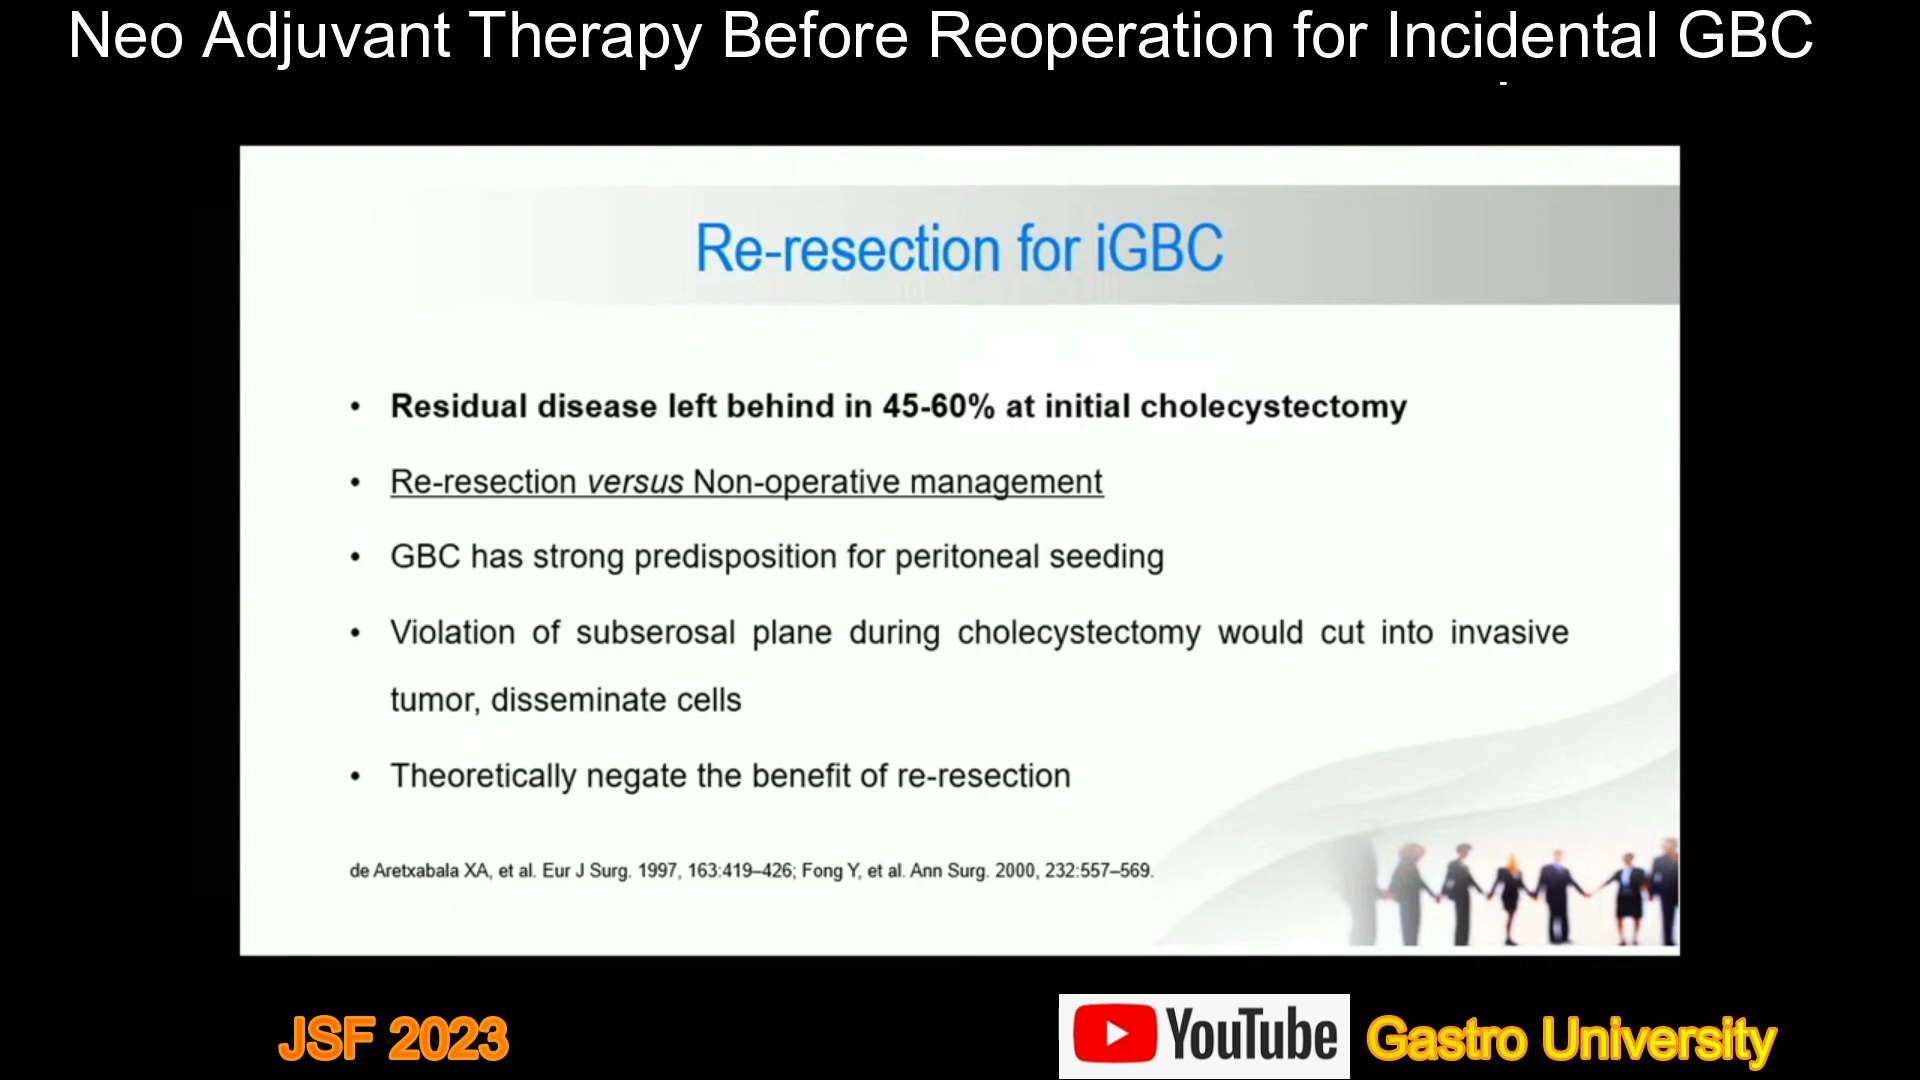 Neo Adjuvant Therapy Before Reoperation for Incidental GBC
Re-resection for iGBC
• Residual disease left behind in 45-60% at initial cholecystectomy
• Re-resection versus Non-operative management
• GBC has strong predisposition for peritoneal seeding
• Violation of subserosal plane during cholecystectomy would cut into invasive
tumor, disseminate cells
• Theoretically negate the benefit of re-resection
de Aretxabala XA, et al. Eur J Surg. 1997, 163:419–426; Fong Y, et al. Ann Surg. 2000, 232:557–569.
JSF 2023
YouTube
Gastro University